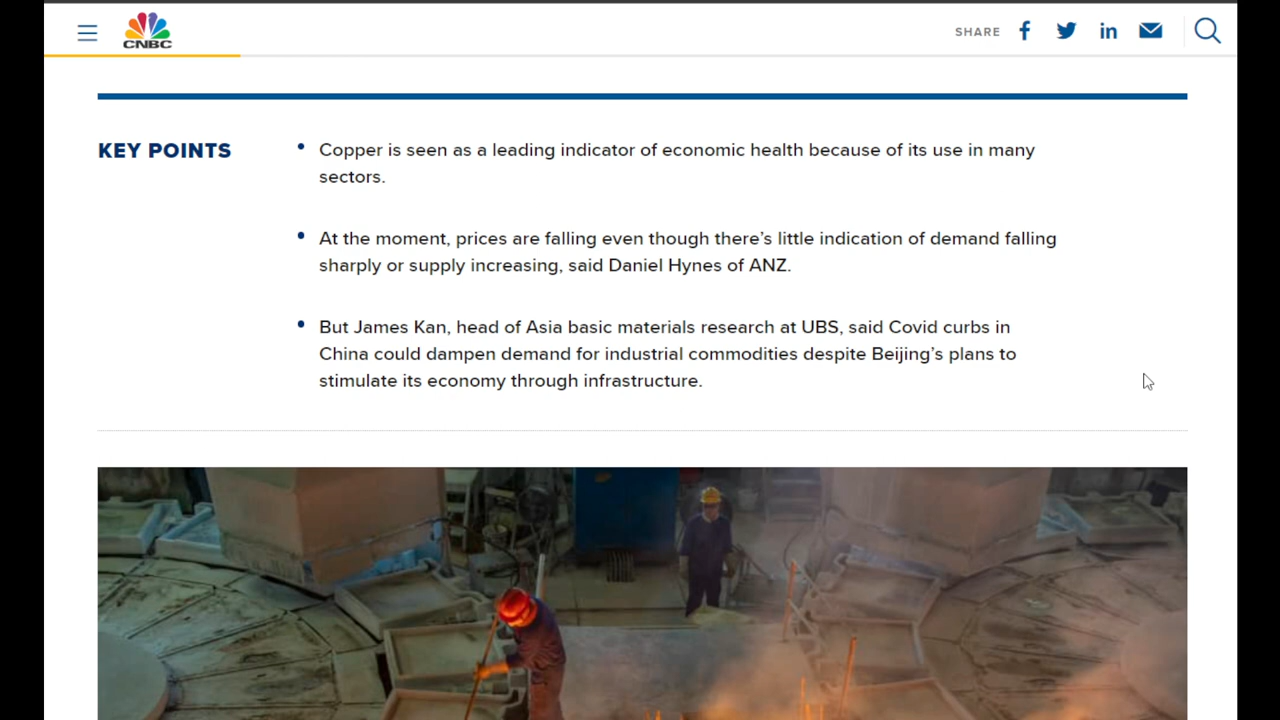 CNBC
SHARE
KEY POINTS
Copper is seen as a leading indicator of economic health because of its use in many
sectors.
At the moment, prices are falling even though there’s little indication of demand falling
sharply or supply increasing, said Daniel Hynes of ANZ.
But James Kan, head of Asia basic materials research at UBS, said Covid curbs in
China could dampen demand for industrial commodities despite Beijing’s plans to
stimulate its economy through infrastructure.